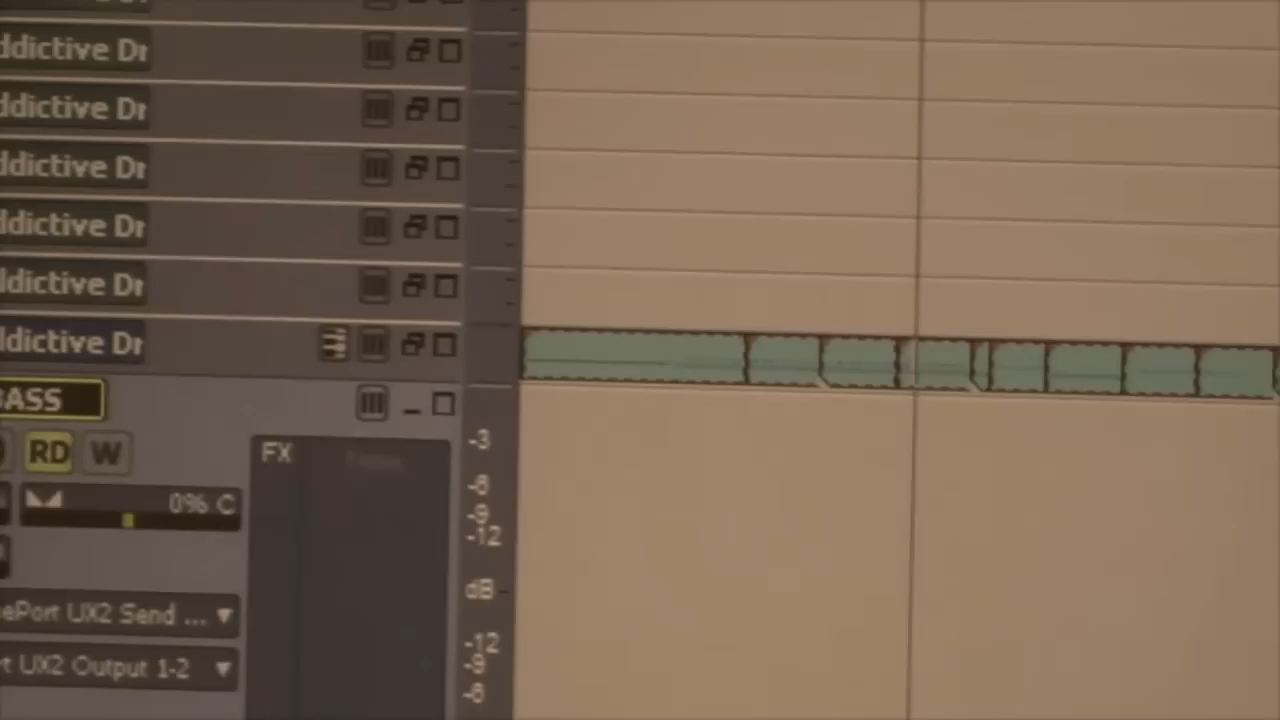 ddictive Dr
ddictive Dr
ddictive Dr
ddictive Dr
ddictive Dr
ddictive Dr
BASS
RD W
FX
0% C
-3
-6
-9
-12
dB
-12
-9
-6
ePort UX2 Send ...
rt UX2 Output 1-2